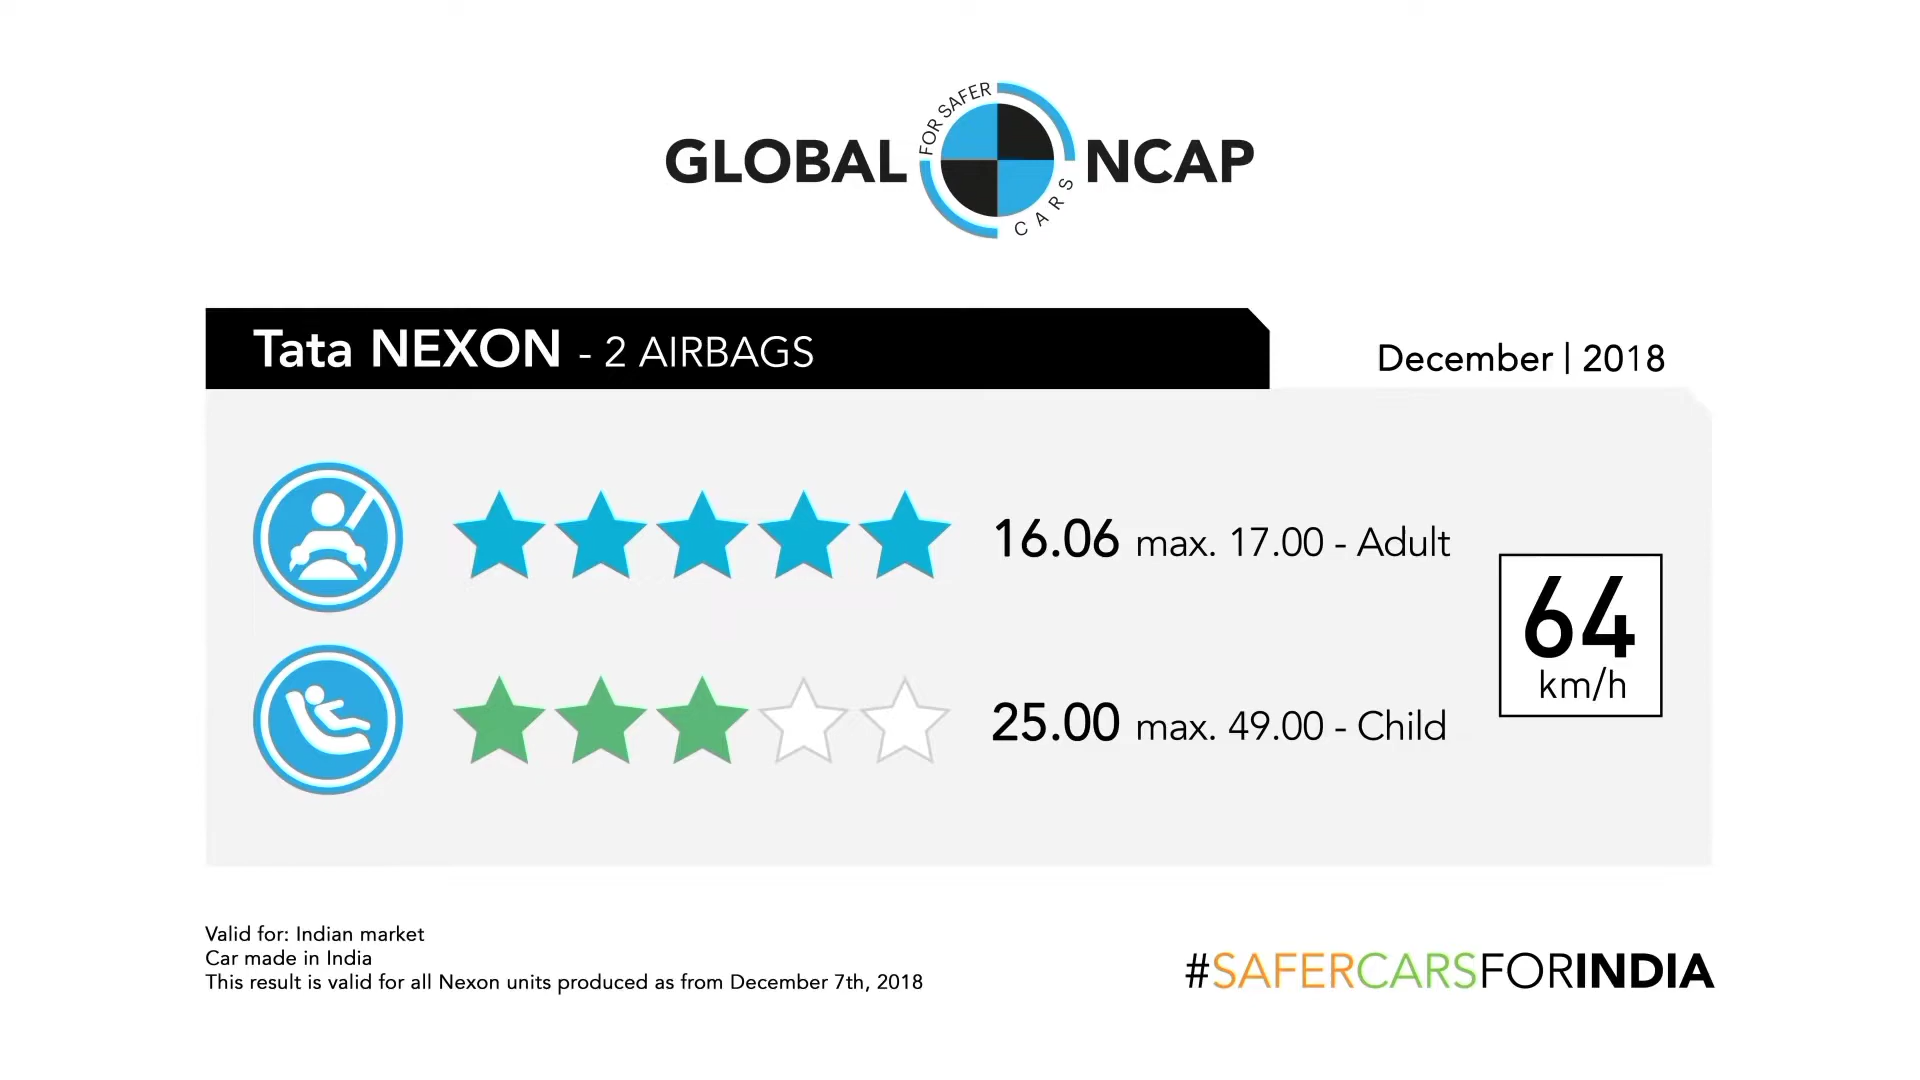 GLOBAL FOR SAFER CARS NCAP
Tata NEXON - 2 AIRBAGS
December | 2018
16.06 max. 17.00 - Adult
25.00 max. 49.00 - Child
64
km/h
Valid for: Indian market
Car made in India
This result is valid for all Nexon units produced as from December 7th, 2018
#SAFERCARSFORINDIA